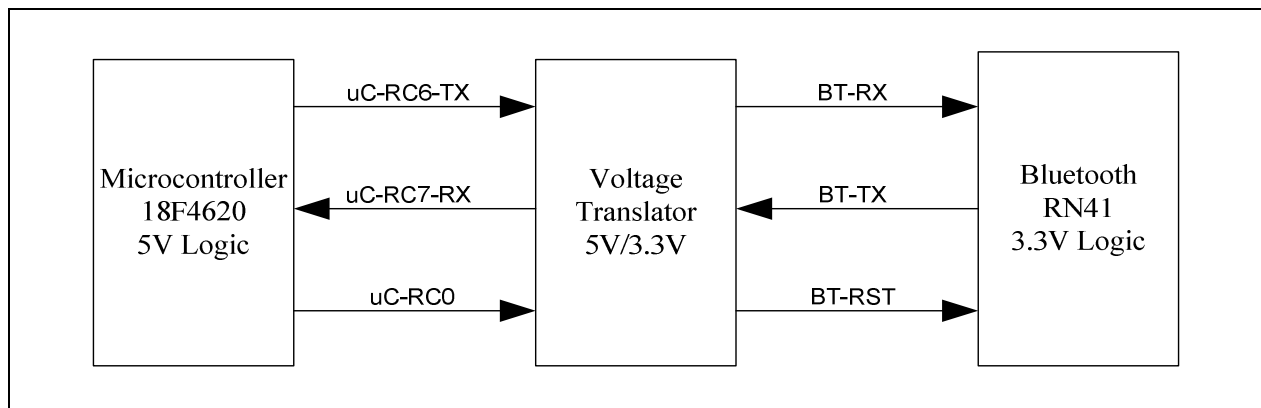 Microcontroller
18F4620
5V Logic
uC-RC6-TX
uC-RC7-RX
uC-RC0
Voltage
Translator
5V/3.3V
BT-RX
BT-TX
BT-RST
Bluetooth
RN41
3.3V Logic